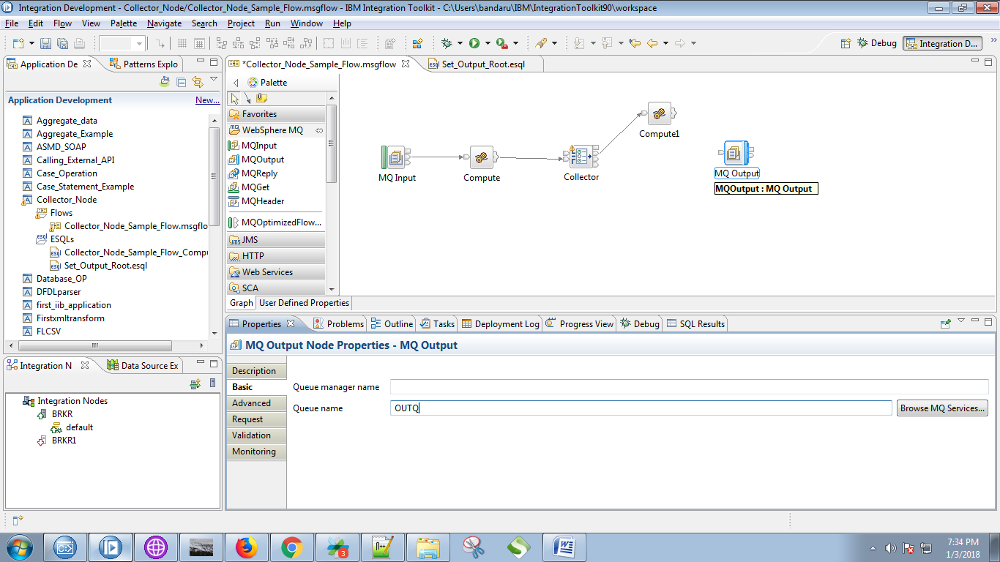 Integration Development - Collector_Node/Collector_Node_Sample_Flow.msgflow - IBM Integration Toolkit - C:\Users\bandaru\IBM\IntegrationToolkit90\workspace
File Edit Flow View Palette Navigate Search Project Run Window Help
Debug Integration D...
Application De Patterns Explo
Application Development New...
Aggregate_data
Aggregate_Example
ASMD_SOAP
Calling_External_API
Case_Operation
Case_Statement_Example
Collector_Node
Flows
Collector_Node_Sample_Flow.msgflo
ESQLs
Collector_Node_Sample_Flow_Compu
Set_Output_Root.esql
Database_OP
DFDLparser
first_iib_application
Firstxmltransform
FLCSV
*Collector_Node_Sample_Flow.msgflow Set_Output_Root.esql
Palette
Favorites
WebSphere MQ
MQInput
MQOutput
MQReply
MQGet
MQHeader
MQOptimizedFlow...
JMS
HTTP
Web Services
SCA
MQ Input
Compute
Collector
Compute1
MQ Output
MQOutput : MQ Output
Graph User Defined Properties
Integration N Data Source Ex
Integration Nodes
BRKR
default
BRKR1
Properties Problems Outline Tasks Deployment Log Progress View Debug SQL Results
MQ Output Node Properties - MQ Output
Description
Basic
Advanced
Request
Validation
Monitoring
Queue manager name
Queue name OUTQ Browse MQ Services...
7:34 PM
1/3/2018